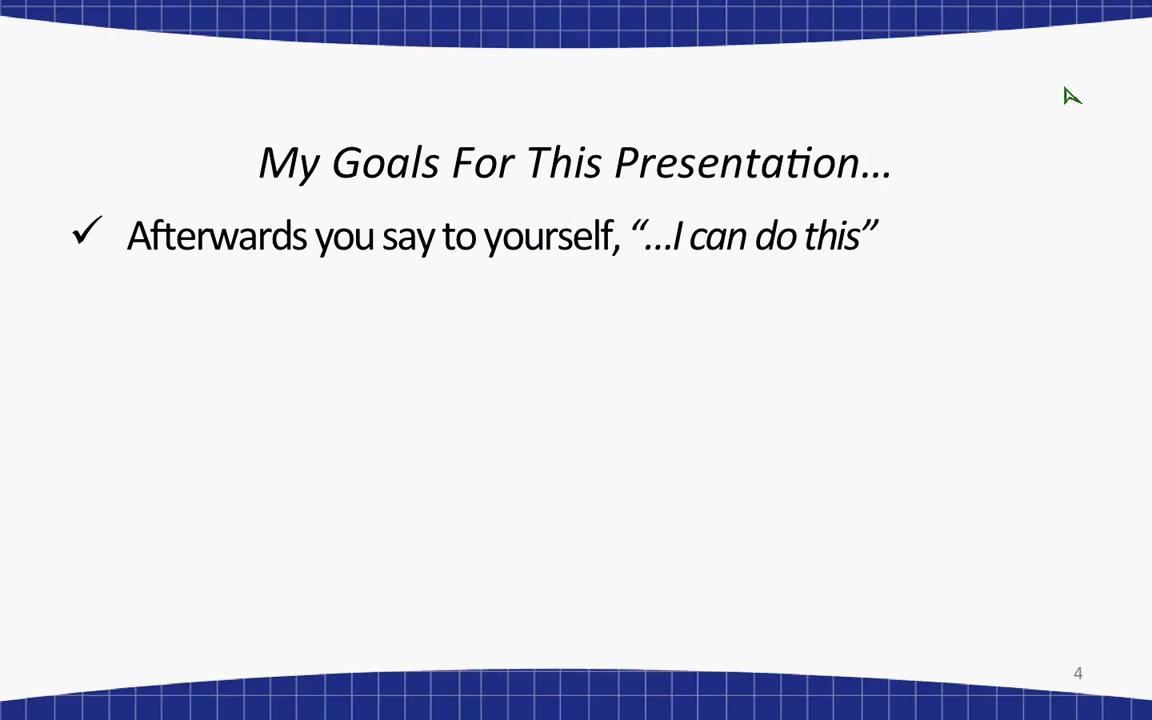 My Goals For This Presentation...
✓ Afterwards you say to yourself, “...I can do this”
4